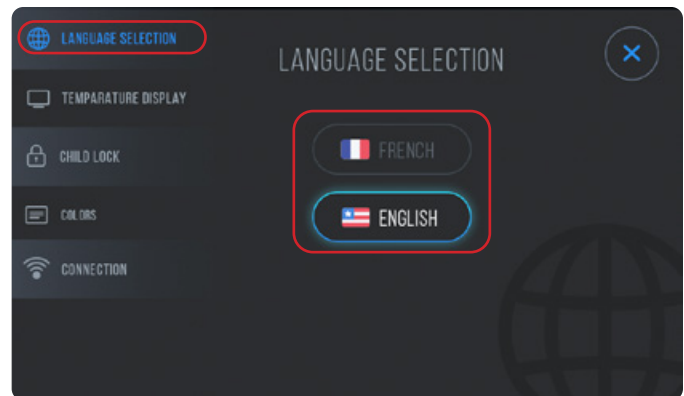 LANGUAGE SELECTION
TEMPARATURE DISPLAY
CHILD LOCK
COLORS
CONNECTION
LANGUAGE SELECTION
FRENCH
ENGLISH